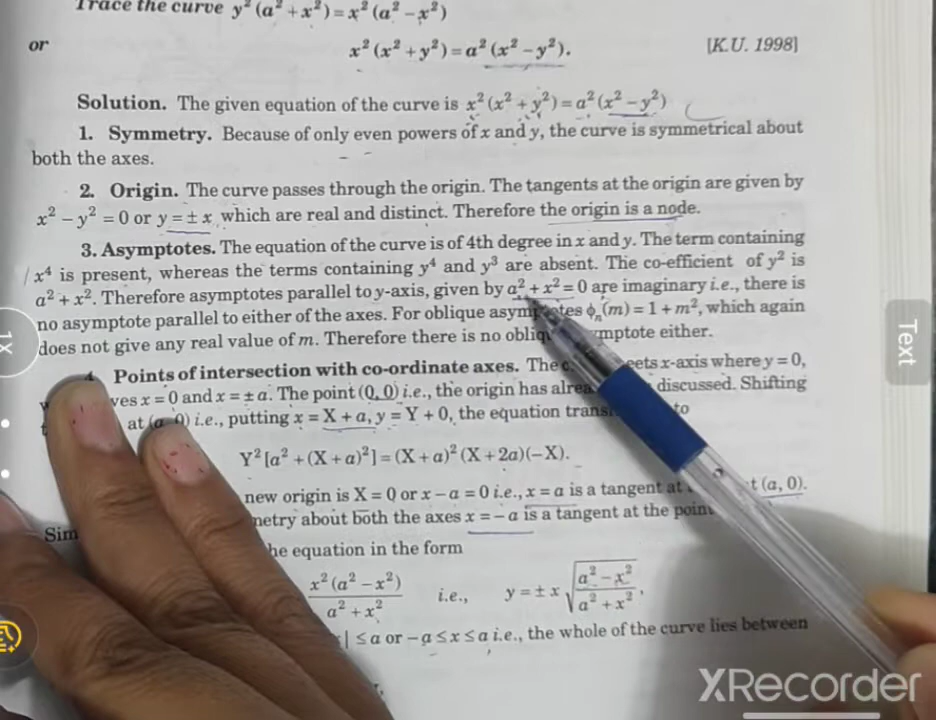 Trace the curve y²(a² + x²) = x²(a² − x²)
or x²(x² + y²) = a²(x² − y²). [K.U. 1998]
Solution. The given equation of the curve is x²(x² + y²) = a²(x² − y²)
1. Symmetry. Because of only even powers of x and y, the curve is symmetrical about
both the axes.
2. Origin. The curve passes through the origin. The tangents at the origin are given by
x² − y² = 0 or y = ± x which are real and distinct. Therefore the origin is a node.
3. Asymptotes. The equation of the curve is of 4th degree in x and y. The term containing
x⁴ is present, whereas the terms containing y⁴ and y³ are absent. The co-efficient of y² is
a² + x². Therefore asymptotes parallel to y-axis, given by a² + x² = 0 are imaginary i.e., there is
no asymptote parallel to either of the axes. For oblique asymptotes ϕₙ(m) = 1 + m², which again
does not give any real value of m. Therefore there is no obliq mptote either.
Points of intersection with co-ordinate axes. The eets x-axis where y = 0,
ves x = 0 and x = ± a. The point (0, 0) i.e., the origin has alrea discussed. Shifting
at (a, 0) i.e., putting x = X + a, y = Y + 0, the equation trans to
Y²[a² + (X + a)²] = (X + a)²(X + 2a)(−X).
new origin is X = 0 or x − a = 0 i.e., x = a is a tangent at t (a, 0).
Sim metry about both the axes x = − a is a tangent at the poin
he equation in the form
x²(a² − x²) / a² + x² i.e., y = ± x √(a² − x² / a² + x²),
| ≤ a or − a ≤ x ≤ a i.e., the whole of the curve lies between
1X
Text
XRecorder